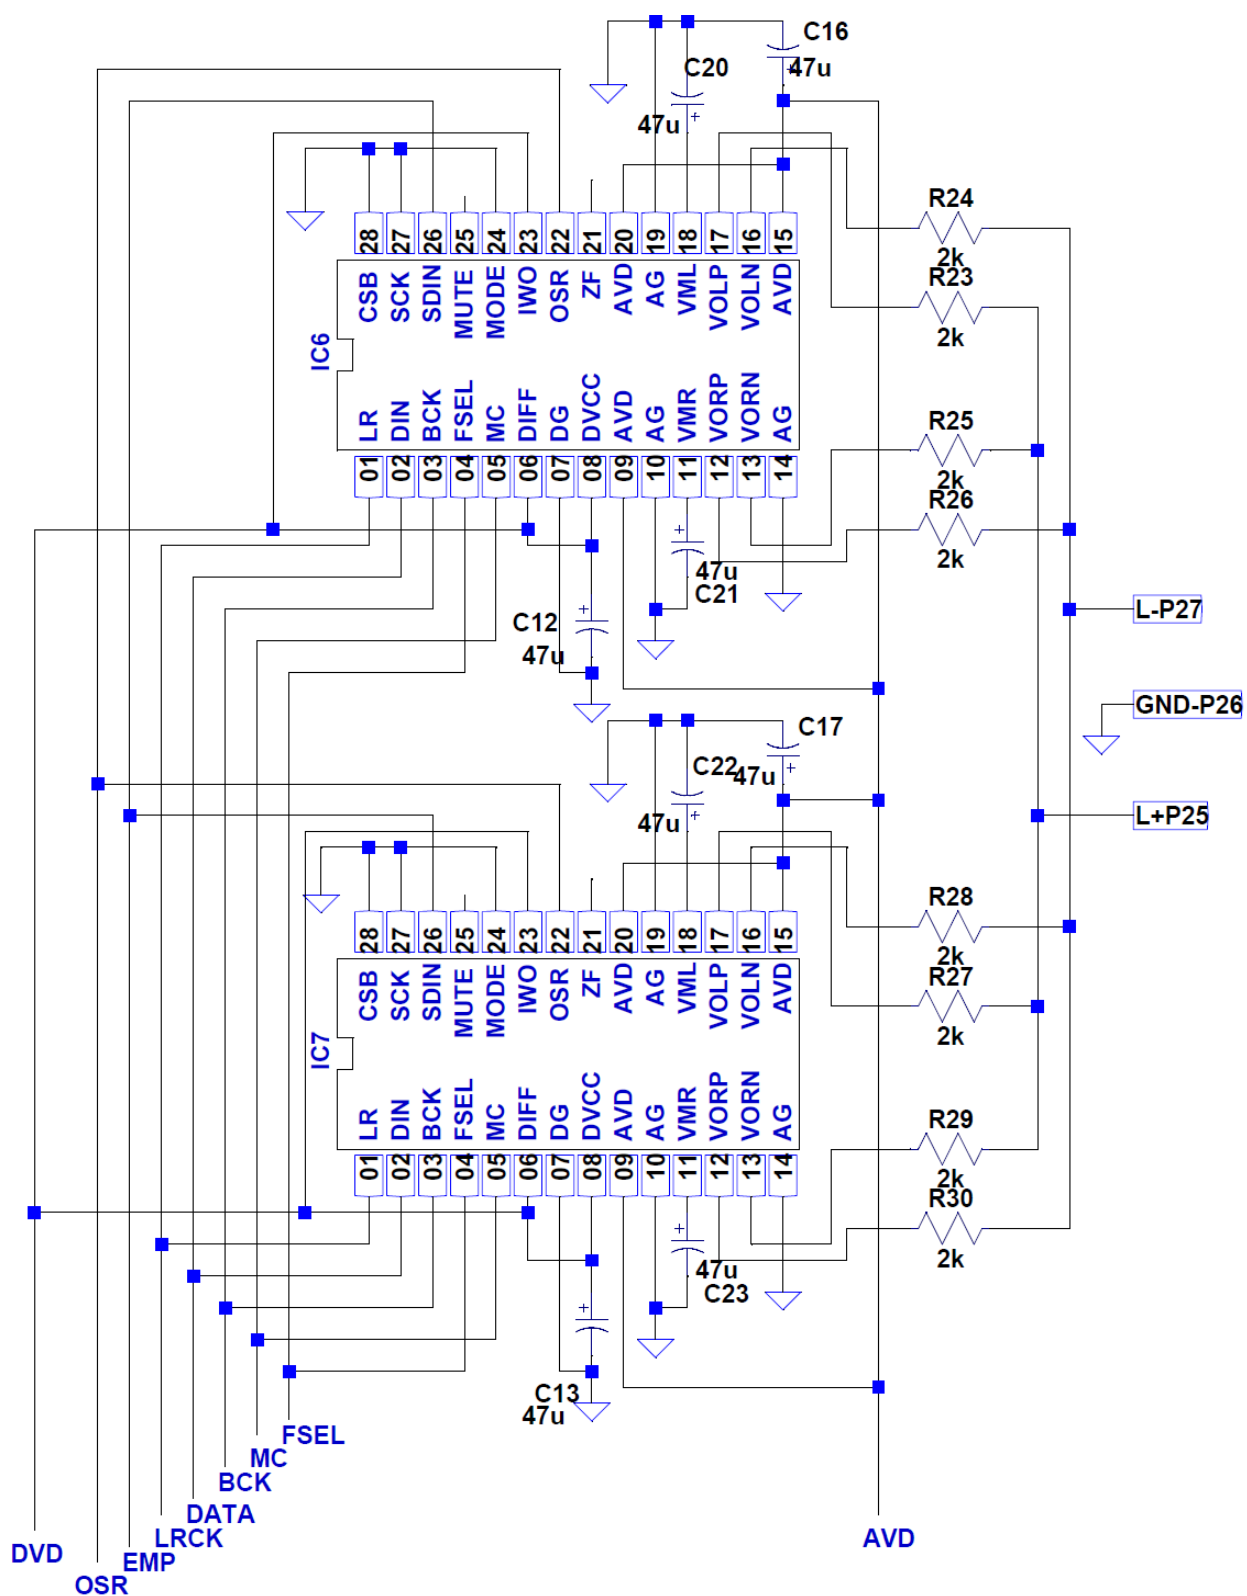 C16
C20
47u
47u
28 27 26 25 24 23 22 21 20 19 18 17 16 15
R24
2k
CSB SCK SDIN MUTE MODE IWO OSR ZF AVD AG VML VOLP VOLN AVD
R23
2k
IC6
LR DIN BCK FSEL MC DIFF DG DVCC AVD AG VMR VORP VORN AG
R25
2k
01 02 03 04 05 06 07 08 09 10 11 12 13 14
R26
2k
47u
C21
C12
47u
L-P27
GND-P26
C17
C22
47u
47u
L+P25
28 27 26 25 24 23 22 21 20 19 18 17 16 15
R28
2k
CSB SCK SDIN MUTE MODE IWO OSR ZF AVD AG VML VOLP VOLN AVD
R27
2k
IC7
LR DIN BCK FSEL MC DIFF DG DVCC AVD AG VMR VORP VORN AG
R29
2k
01 02 03 04 05 06 07 08 09 10 11 12 13 14
R30
2k
47u
C23
C13
47u
FSEL
MC
BCK
DATA
LRCK
AVD
DVD
EMP
OSR